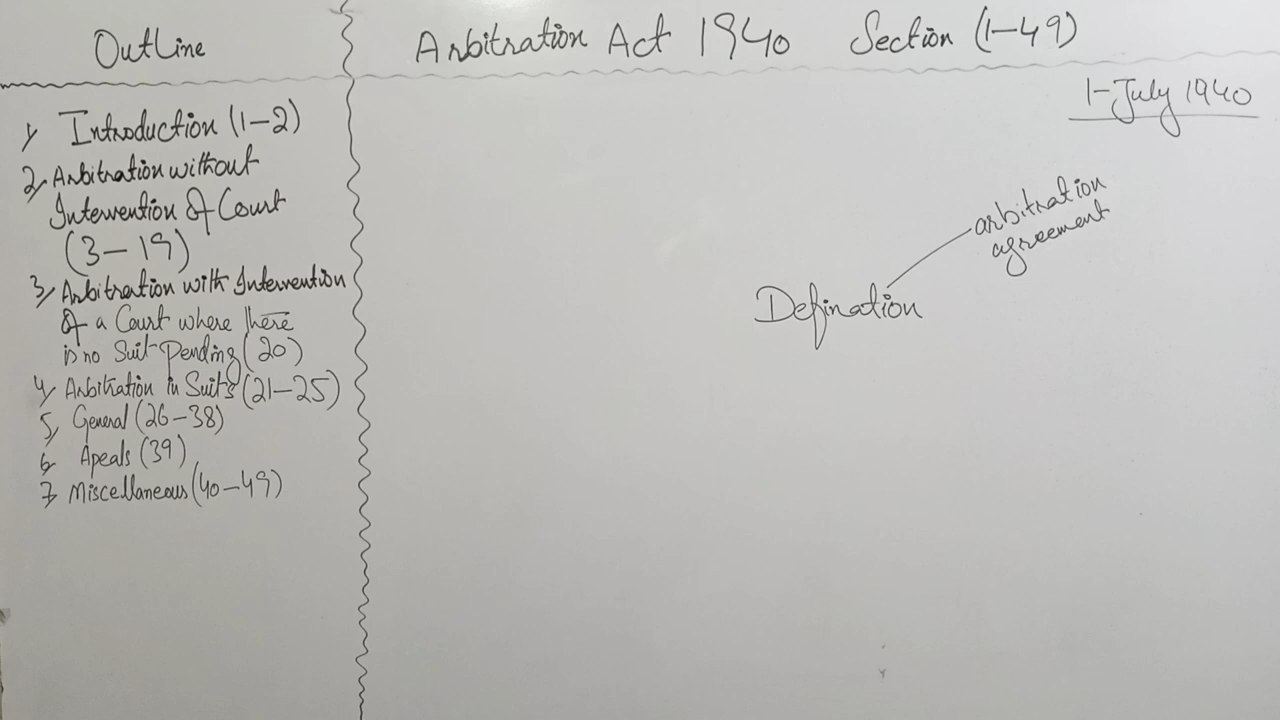 Outline
Arbitration Act 1940 Section (1-49)
1-July 1940
1, Introduction (1-2)
2, Arbitration without
Intervention Of Court
(3-19)
3, Arbitration with Intervention
Of a Court where there
is no Suit Pending (20)
4, Arbitration in Suits (21-25)
5, General (26-38)
6, Apeals (39)
7, Miscellaneous (40-49)
Defination
arbitration
agreement